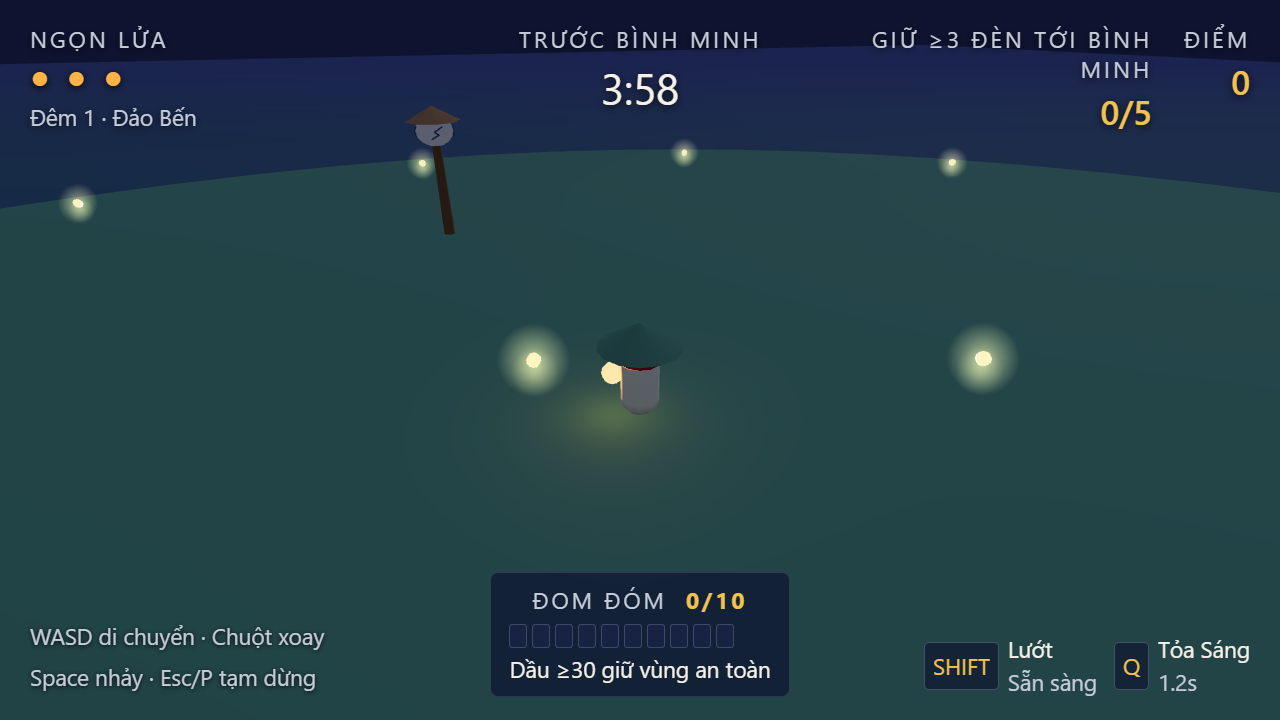 NGỌN LỬA
Đêm 1 · Đảo Bến
TRƯỚC BÌNH MINH
3:58
GIỮ ≥3 ĐÈN TỚI BÌNH
MINH
0/5
ĐIỂM
0
ĐOM ĐÓM 0/10
Dầu ≥30 giữ vùng an toàn
WASD di chuyển · Chuột xoay
Space nhảy · Esc/P tạm dừng
SHIFT
Lướt
Sẵn sàng
Q
Tỏa Sáng
1.2s